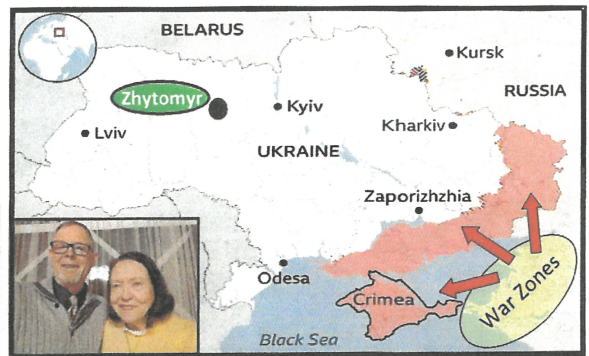 BELARUS
Kursk
RUSSIA
Zhytomyr
Kyiv
Lviv
Kharkiv
UKRAINE
Zaporizhzhia
Odesa
Crimea
War Zones
Black Sea